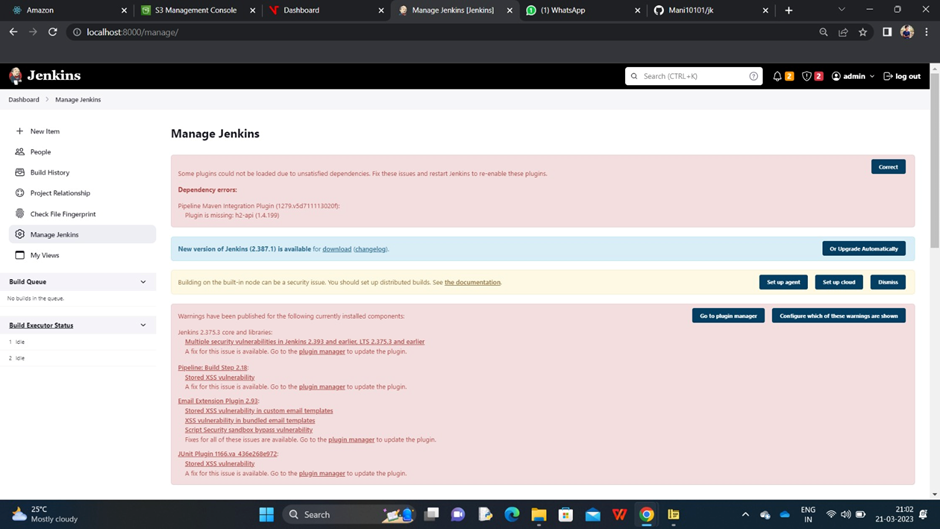 Amazon
S3 Management Console
Dashboard
Manage Jenkins [Jenkins]
(1) WhatsApp
Mani10101/jk
localhost:8000/manage/
Jenkins
Search (CTRL+K)
2
2
admin
log out
Dashboard
Manage Jenkins
New Item
People
Build History
Project Relationship
Check File Fingerprint
Manage Jenkins
My Views
Build Queue
No builds in the queue.
Build Executor Status
1 Idle
2 Idle
Manage Jenkins
Some plugins could not be loaded due to unsatisfied dependencies. Fix these issues and restart Jenkins to re-enable these plugins.
Correct
Dependency errors:
Pipeline Maven Integration Plugin (1279.v5d711113020f):
Plugin is missing: h2-api (1.4.199)
New version of Jenkins (2.387.1) is available for download (changelog).
Or Upgrade Automatically
Building on the built-in node can be a security issue. You should set up distributed builds. See the documentation.
Set up agent
Set up cloud
Dismiss
Warnings have been published for the following currently installed components:
Go to plugin manager
Configure which of these warnings are shown
Jenkins 2.375.3 core and libraries:
Multiple security vulnerabilities in Jenkins 2.393 and earlier, LTS 2.375.3 and earlier
A fix for this issue is available. Go to the plugin manager to update the plugin.
Pipeline: Build Step 2.18:
Stored XSS vulnerability
A fix for this issue is available. Go to the plugin manager to update the plugin.
Email Extension Plugin 2.93:
Stored XSS vulnerability in custom email templates
XSS vulnerability in bundled email templates
Script Security sandbox bypass vulnerability
Fixes for all of these issues are available. Go to the plugin manager to update the plugin.
JUnit Plugin 1166.va_436e268e972:
Stored XSS vulnerability
A fix for this issue is available. Go to the plugin manager to update the plugin.
25°C
Mostly cloudy
Search
ENG
IN
21:02
21-03-2023